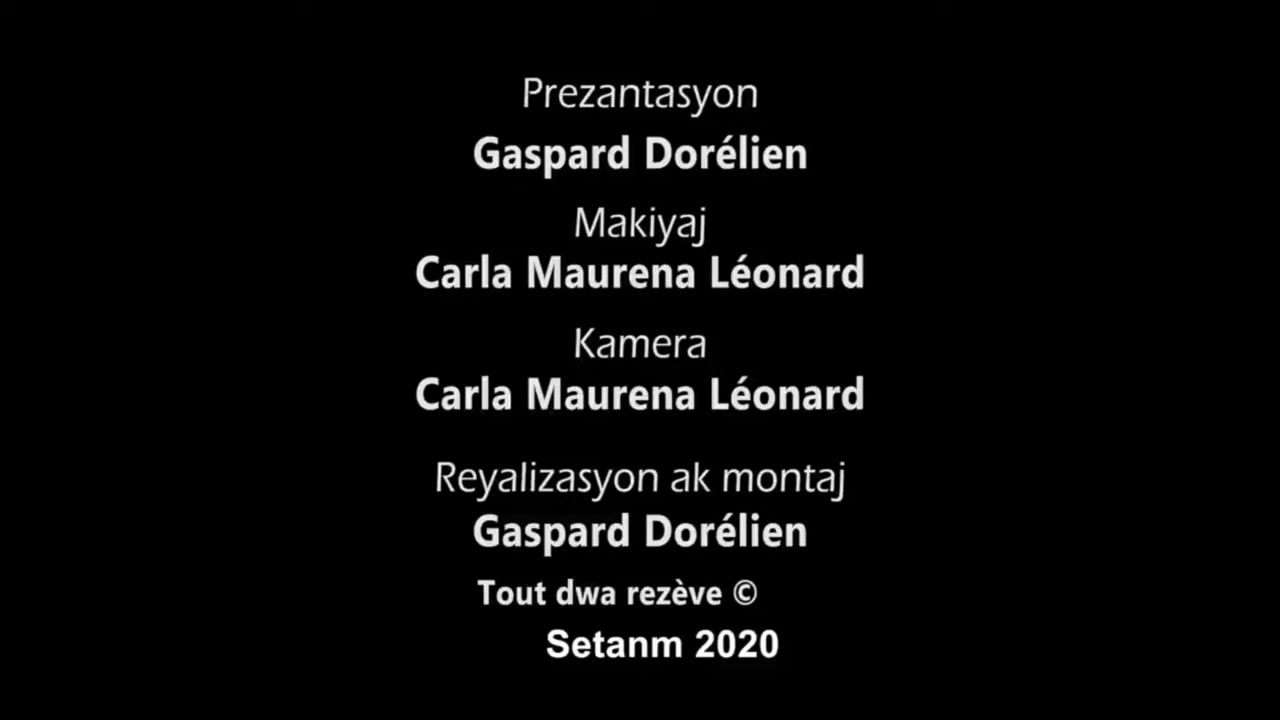 Prezantasyon
Gaspard Dorélien
Makiyaj
Carla Maurena Léonard
Kamera
Carla Maurena Léonard
Reyalizasyon ak montaj
Gaspard Dorélien
Tout dwa rezève ©
Setanm 2020